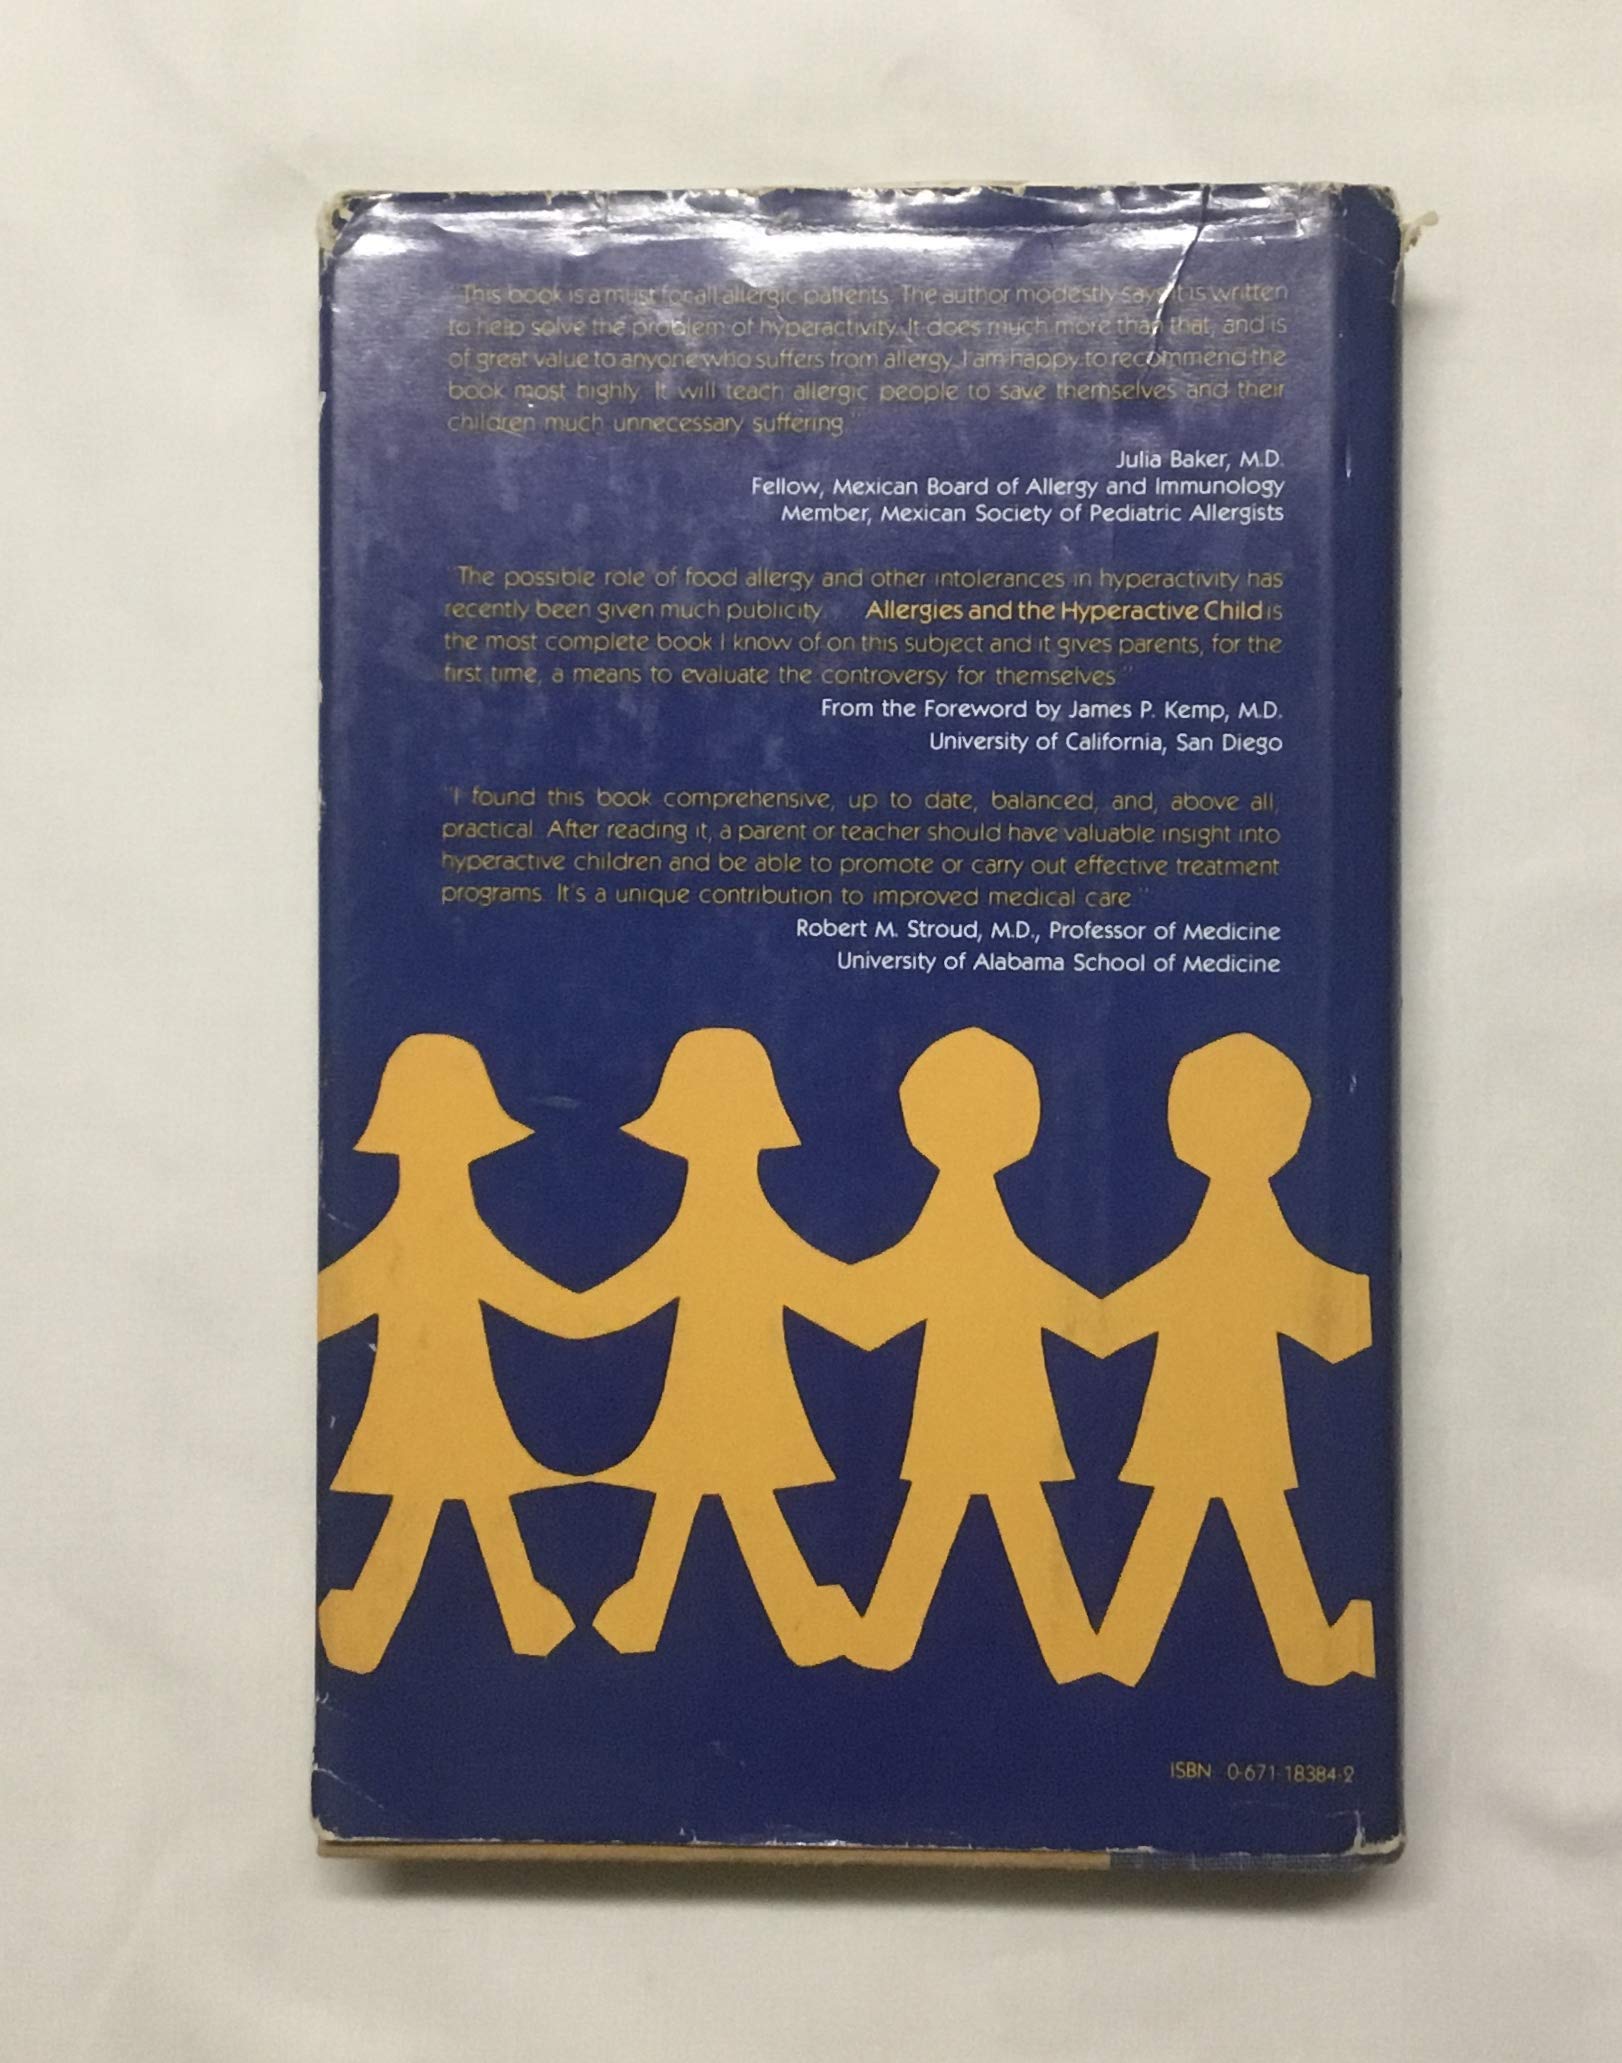 "This book is a must for all allergic patients. The author modestly says it is written
to help solve the problem of hyperactivity. It does much more than that, and is
of great value to anyone who suffers from allergy. I am happy to recommend the
book most highly. It will teach allergic people to save themselves and their
children much unnecessary suffering."
Julia Baker, M.D.
Fellow, Mexican Board of Allergy and Immunology
Member, Mexican Society of Pediatric Allergists
"The possible role of food allergy and other intolerances in hyperactivity has
recently been given much publicity. Allergies and the Hyperactive Child is
the most complete book I know of on this subject and it gives parents, for the
first time, a means to evaluate the controversy for themselves."
From the Foreword by James P. Kemp, M.D.
University of California, San Diego
"I found this book comprehensive, up to date, balanced, and, above all,
practical. After reading it, a parent or teacher should have valuable insight into
hyperactive children and be able to promote or carry out effective treatment
programs. It's a unique contribution to improved medical care."
Robert M. Stroud, M.D., Professor of Medicine
University of Alabama School of Medicine
ISBN 0-671-18384-2